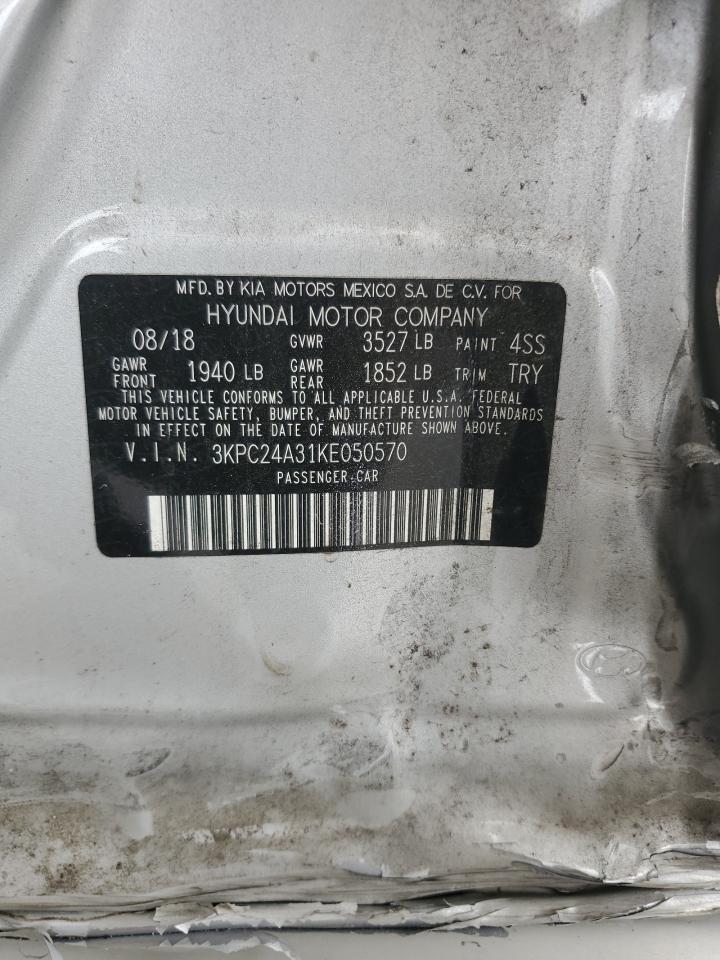 MFD. BY KIA MOTORS MEXICO S.A. DE C.V. FOR
HYUNDAI MOTOR COMPANY
08/18 GVWR 3527 LB PAINT 4SS
GAWR FRONT 1940 LB GAWR REAR 1852 LB TRIM TRY
THIS VEHICLE CONFORMS TO ALL APPLICABLE U.S.A. FEDERAL
MOTOR VEHICLE SAFETY, BUMPER, AND THEFT PREVENTION STANDARDS
IN EFFECT ON THE DATE OF MANUFACTURE SHOWN ABOVE.
V.I.N. 3KPC24A31KE050570
PASSENGER CAR